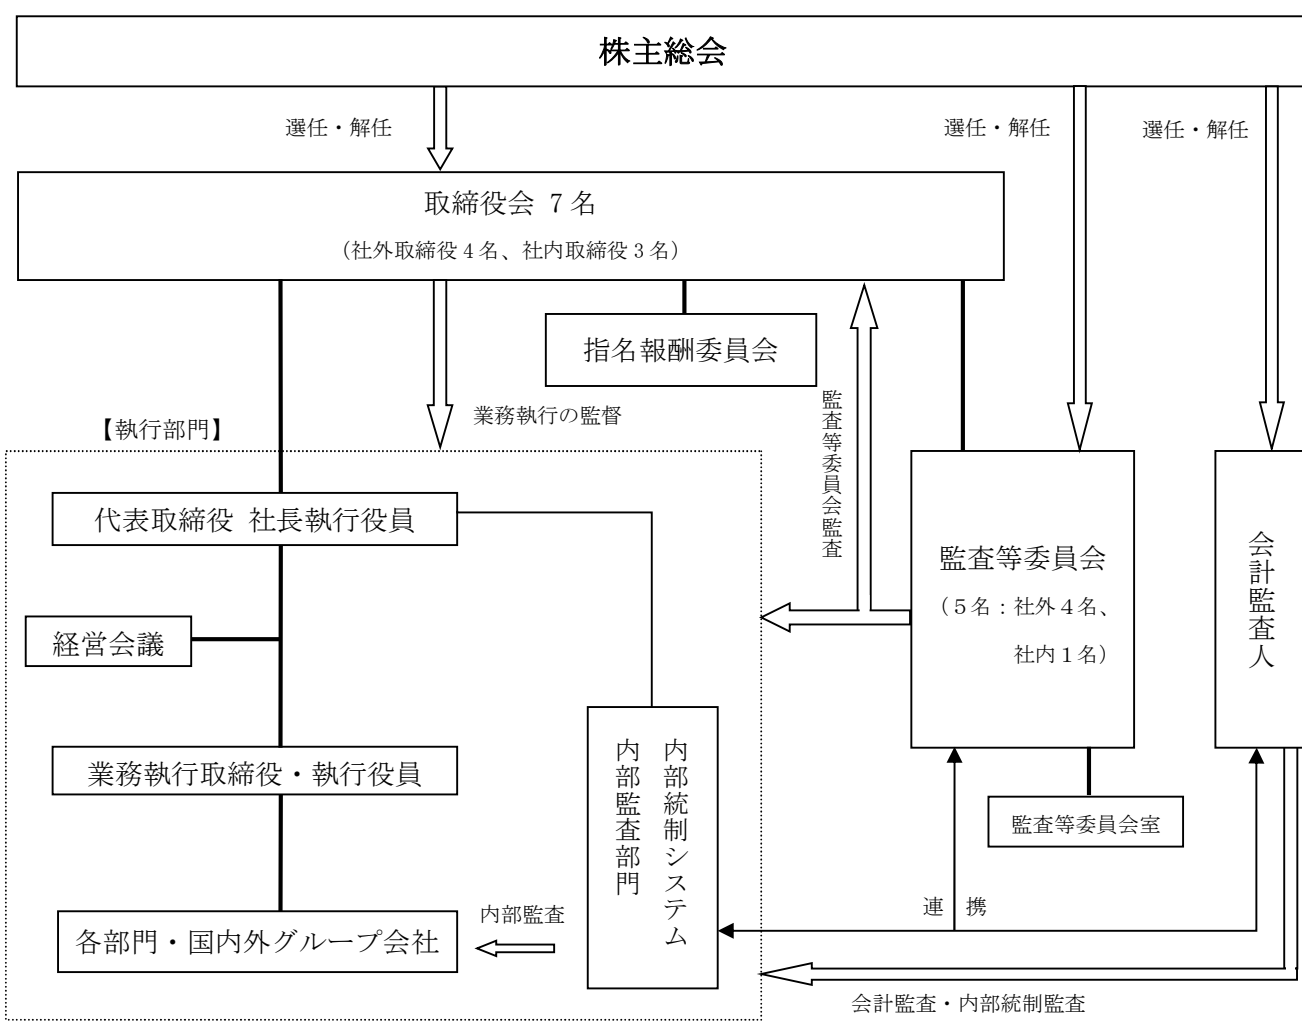 株主総会
選任・解任
選任・解任
選任・解任
取締役会 7名
（社外取締役4名、社内取締役3名）
指名報酬委員会
業務執行の監督
【執行部門】
監査等委員会監査
代表取締役 社長執行役員
監査等委員会
（5名：社外4名、
社内1名）
会計監査人
経営会議
業務執行取締役・執行役員
内部統制システム
内部監査部門
監査等委員会室
内部監査
連 携
各部門・国内外グループ会社
会計監査・内部統制監査